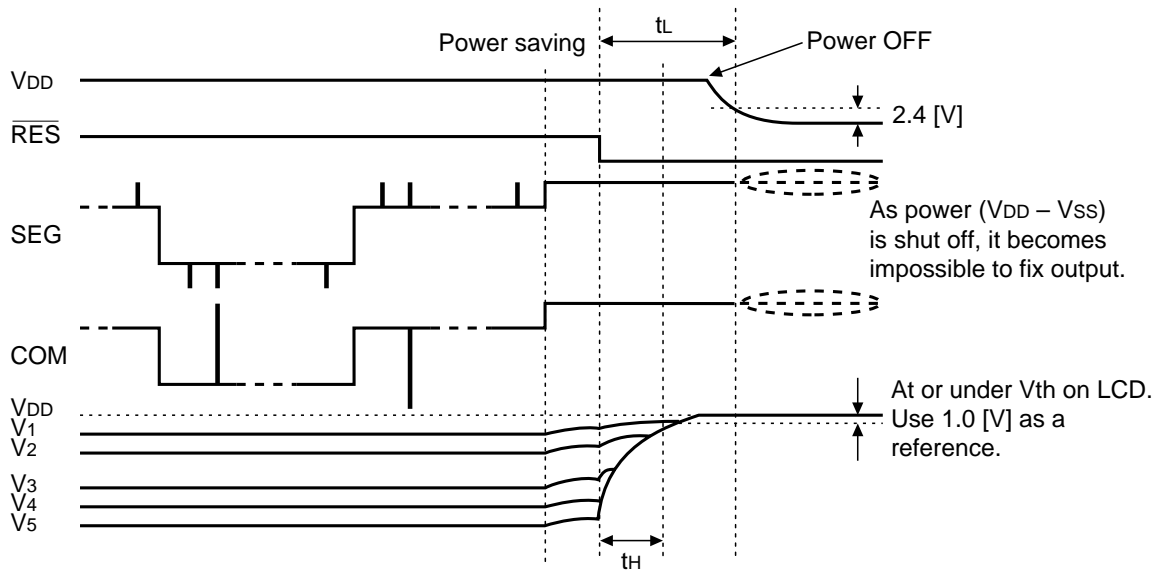 tL
Power saving
Power OFF
VDD
2.4 [V]
RES
SEG
As power (VDD – VSS)
is shut off, it becomes
impossible to fix output.
COM
VDD
V1
V2
V3
V4
V5
At or under Vth on LCD.
Use 1.0 [V] as a
reference.
tH